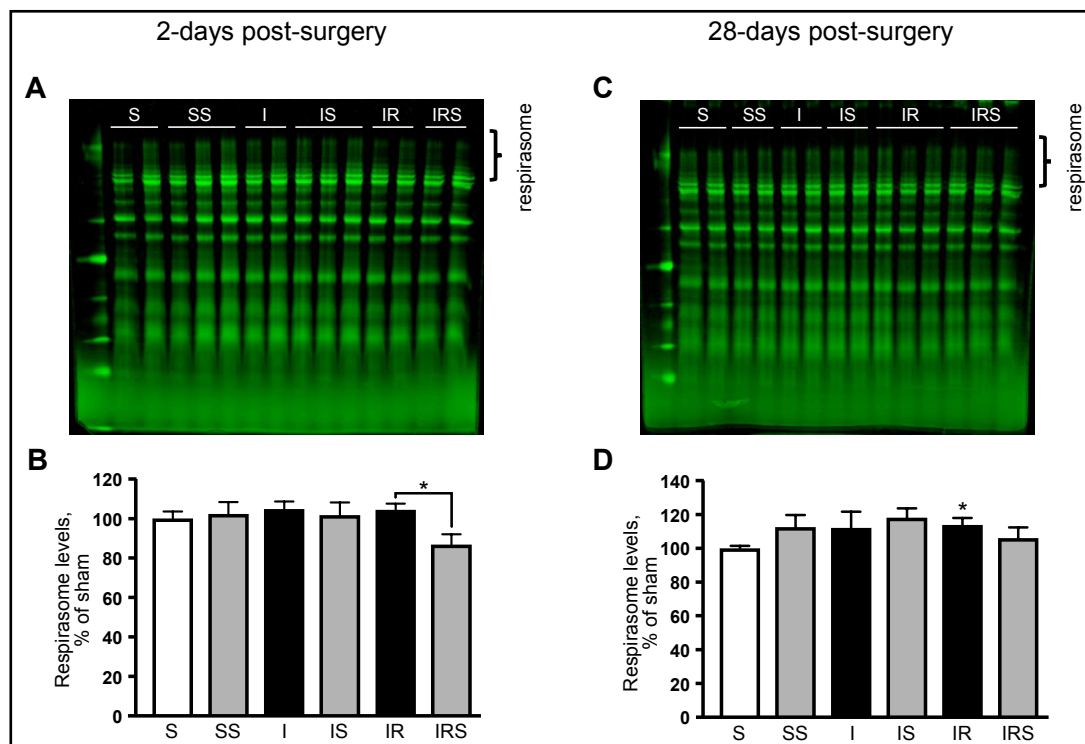 2-days post-surgery
28-days post-surgery
A
S SS I IS IR IRS
respirasome
C
S SS I IS IR IRS
respirasome
B
Respirasome levels,
% of sham
120
100
80
60
40
20
0
*
S SS I IS IR IRS
D
Respirasome levels,
% of sham
140
120
100
80
60
40
20
0
*
S SS I IS IR IRS